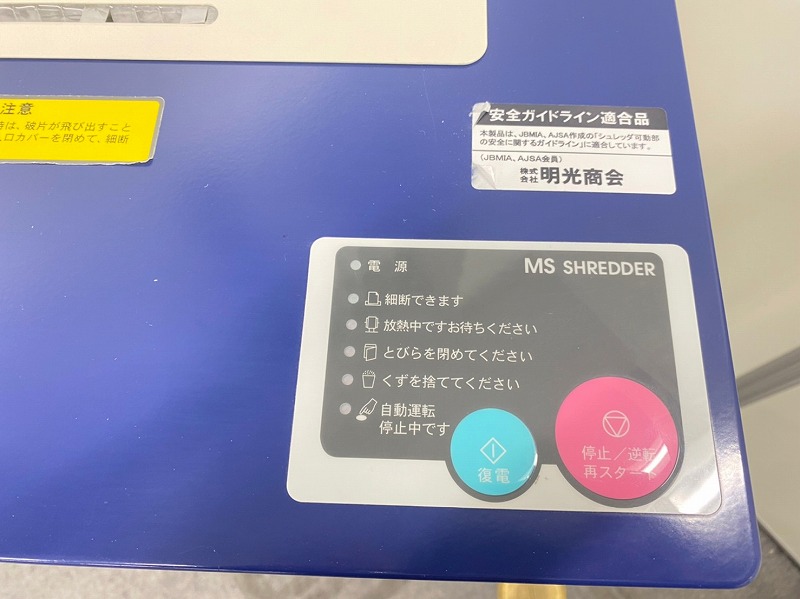 注意
時は、破片が飛び出すこと
入口カバーを閉めて、細断
安全ガイドライン適合品
本製品は、JBMIA、AJSA作成の「シュレッダ可動部
の安全に関するガイドライン」に適合しています。
(JBMIA、AJSA会員)
株式会社 明光商会
電 源
MS SHREDDER
細断できます
放熱中ですお待ちください
とびらを閉めてください
くずを捨ててください
自動運転
停止中です
復電
停止/逆転
再スタート